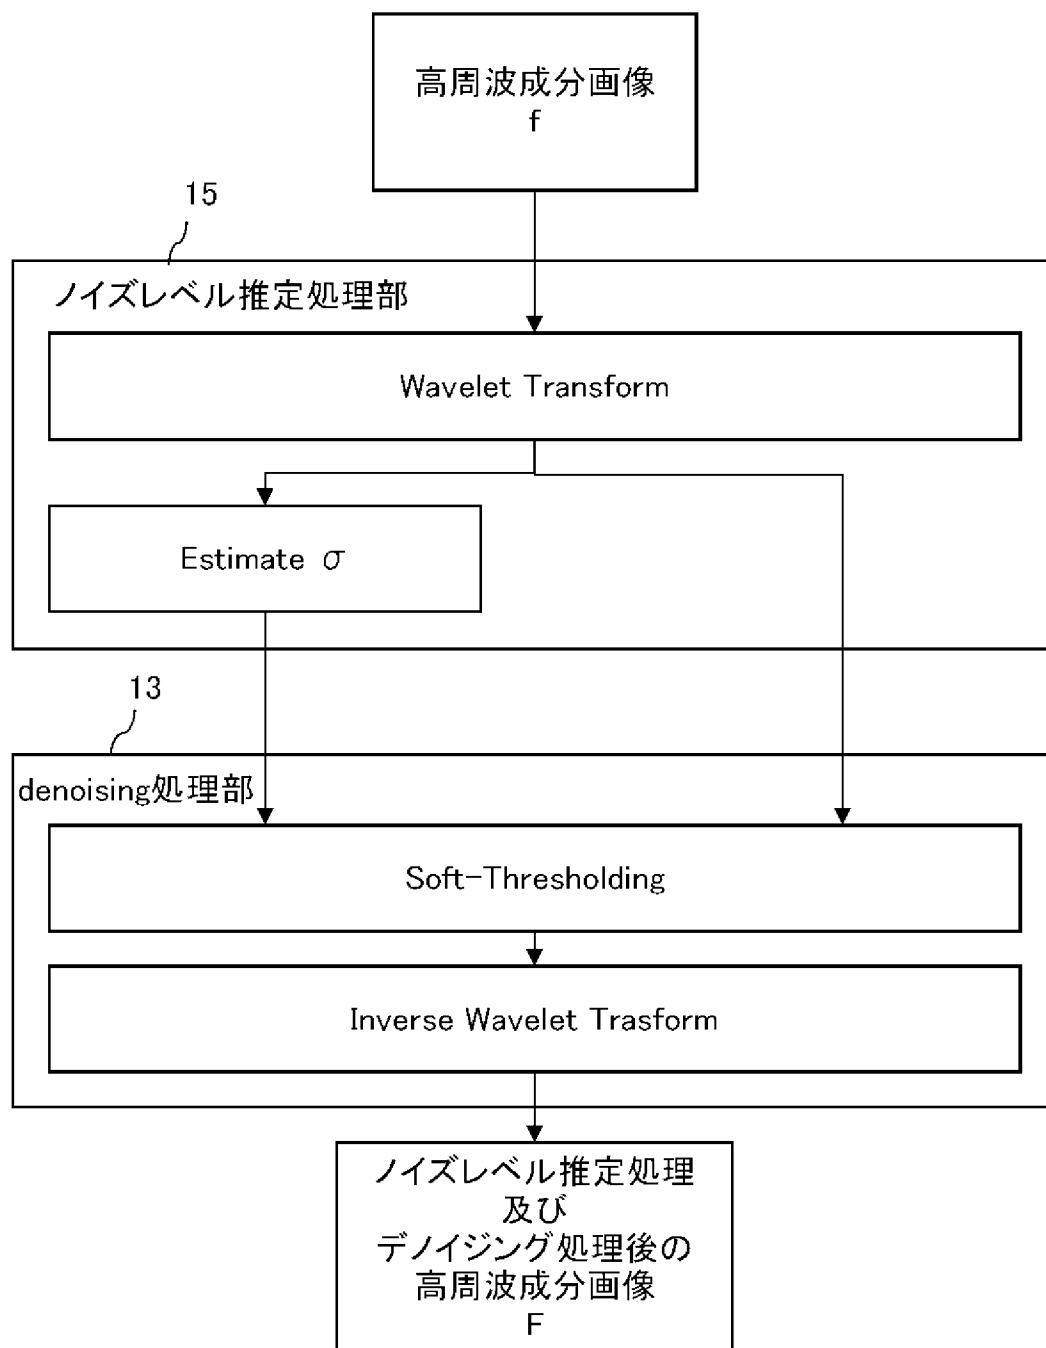 高周波成分画像
f
15
ノイズレベル推定処理部
Wavelet Transform
Estimate σ
13
denoising処理部
Soft-Thresholding
Inverse Wavelet Trasform
ノイズレベル推定処理
及び
デノイジング処理後の
高周波成分画像
F